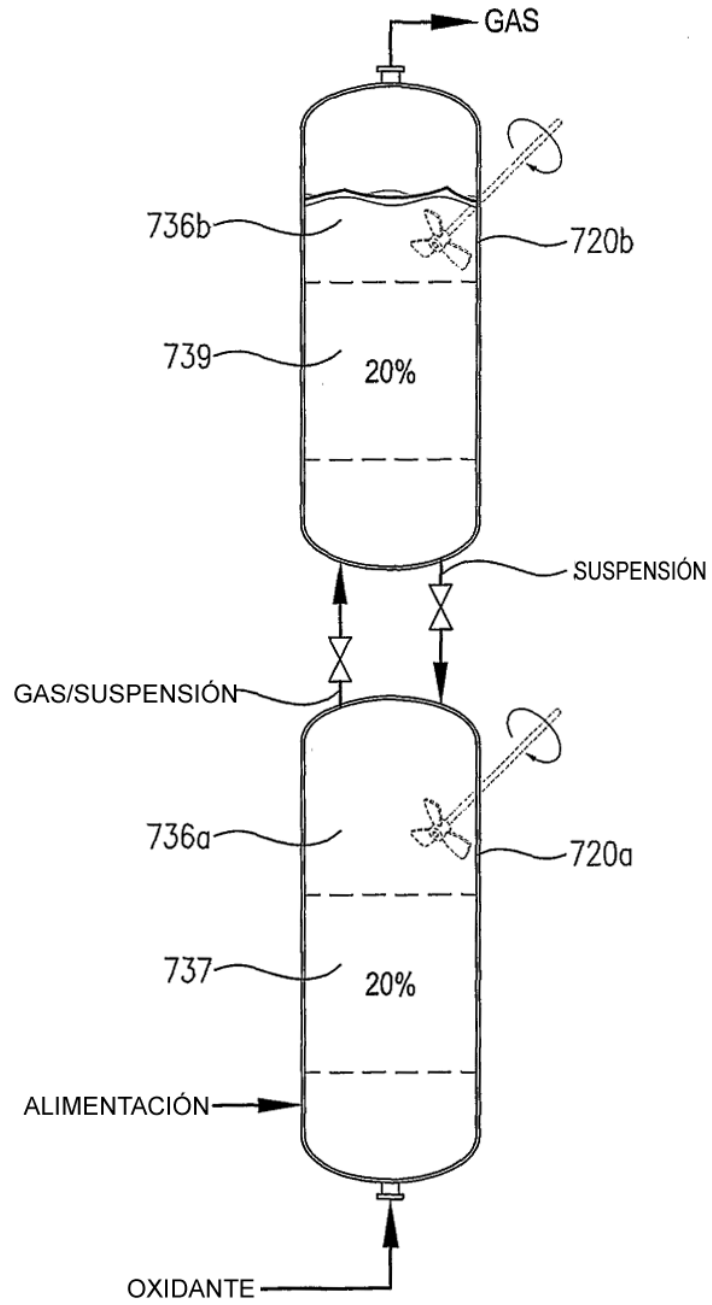 GAS
736b
720b
739
20%
SUSPENSIÓN
GAS/SUSPENSIÓN
736a
720a
737
20%
ALIMENTACIÓN
OXIDANTE